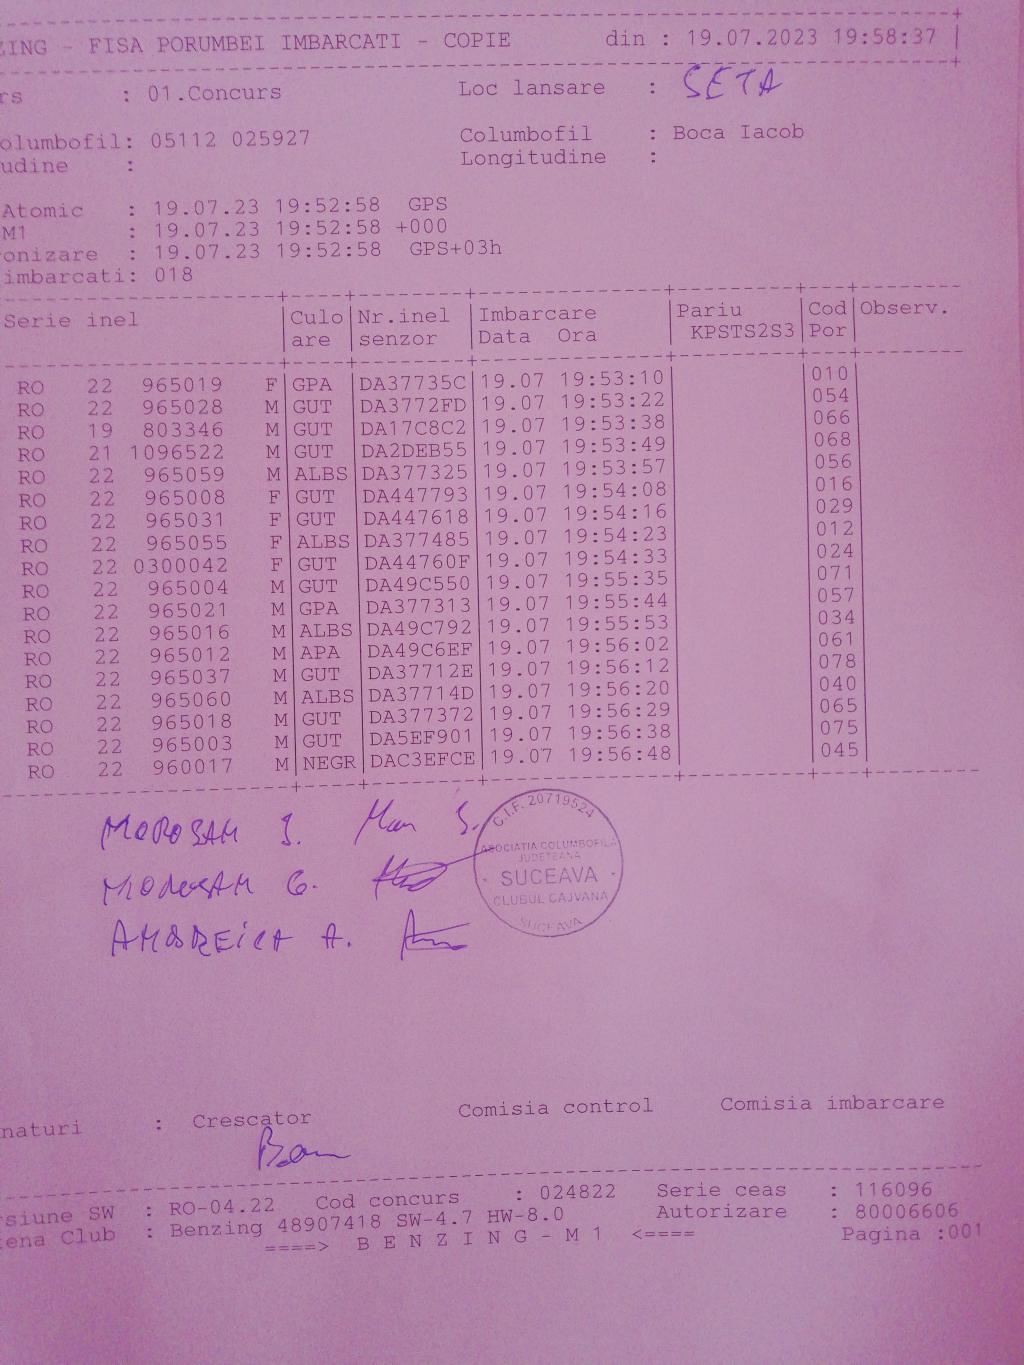 ZING - FISA PORUMBEI IMBARCATI - COPIE din : 19.07.2023 19:58:37
rs : 01.Concurs Loc lansare : SETA
olumbofil: 05112 025927 Columbofil : Boca Iacob
udine : Longitudine :
Atomic : 19.07.23 19:52:58 GPS
M1 : 19.07.23 19:52:58 +000
onizare : 19.07.23 19:52:58 GPS+03h
imbarcati: 018
Serie inel Culo Nr.inel Imbarcare Pariu Cod Observ.
are senzor Data Ora KPSTS2S3 Por
RO 22 965019 F GPA DA37735C 19.07 19:53:10 010
RO 22 965028 M GUT DA3772FD 19.07 19:53:22 054
RO 19 803346 M GUT DA17C8C2 19.07 19:53:38 066
RO 21 1096522 M GUT DA2DEB55 19.07 19:53:49 068
RO 22 965059 M ALBS DA377325 19.07 19:53:57 056
RO 22 965008 F GUT DA447793 19.07 19:54:08 016
RO 22 965031 F GUT DA447618 19.07 19:54:16 029
RO 22 965055 F ALBS DA377485 19.07 19:54:23 012
RO 22 0300042 F GUT DA44760F 19.07 19:54:33 024
RO 22 965004 M GUT DA49C550 19.07 19:55:35 071
RO 22 965021 M GPA DA377313 19.07 19:55:44 057
RO 22 965016 M ALBS DA49C792 19.07 19:55:53 034
RO 22 965012 M APA DA49C6EF 19.07 19:56:02 061
RO 22 965037 M GUT DA37712E 19.07 19:56:12 078
RO 22 965060 M ALBS DA37714D 19.07 19:56:20 040
RO 22 965018 M GUT DA377372 19.07 19:56:29 065
RO 22 965003 M GUT DA5EF901 19.07 19:56:38 075
RO 22 960017 M NEGR DAC3EFCE 19.07 19:56:48 045
MOROSAM I.
MOROSAM G.
AMOREICA A.
C.I.F. 20719524
ASOCIATIA COLUMBOFILA
JUDETEANA
SUCEAVA
CLUBUL CAJVANA
SUCEAVA
naturi : Crescator Comisia control Comisia imbarcare
rsiune SW : RO-04.22 Cod concurs : 024822 Serie ceas : 116096
tena Club : Benzing 48907418 SW-4.7 HW-8.0 Autorizare : 80006606
====> B E N Z I N G - M 1 <==== Pagina :001